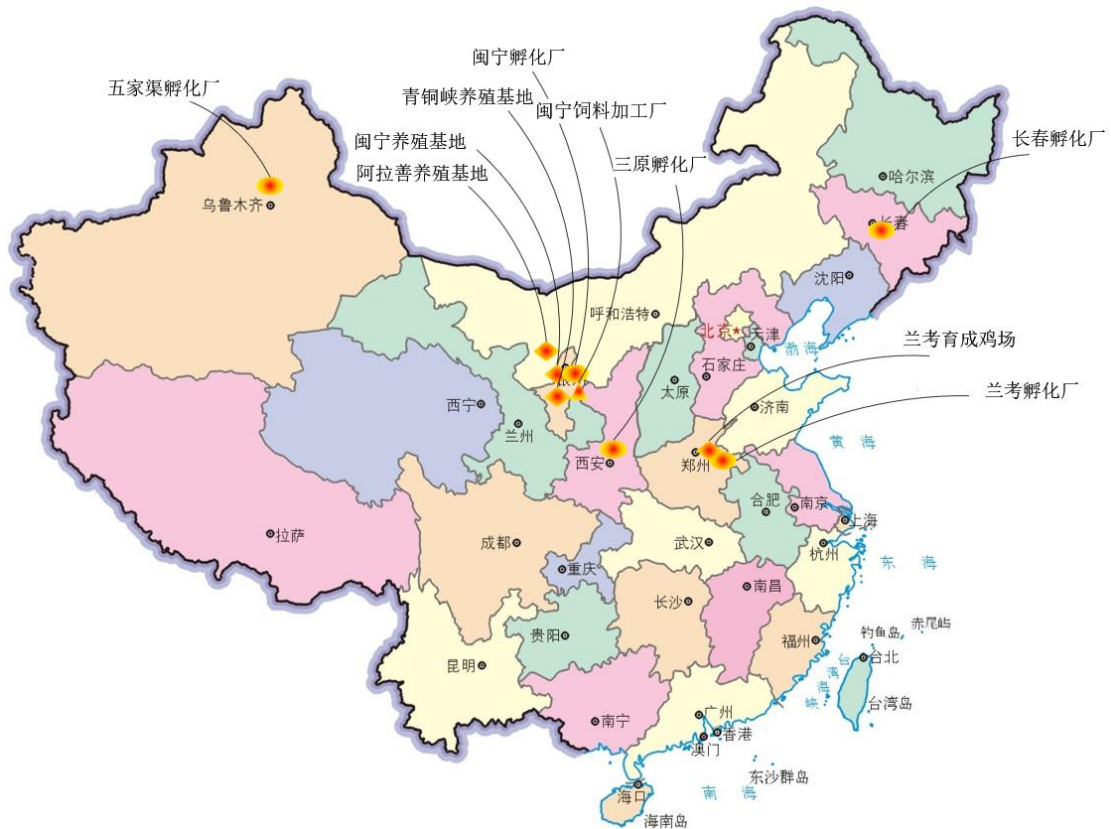 闽宁孵化厂
五家渠孵化厂
青铜峡养殖基地
闽宁饲料加工厂
闽宁养殖基地
三原孵化厂
阿拉善养殖基地
长春孵化厂
哈尔滨
乌鲁木齐
长春
沈阳
呼和浩特
北京
天津
渤海
兰考育成鸡场
石家庄
太原
西宁
济南
兰考孵化厂
兰州
黄海
西安
郑州
合肥
南京
上海
拉萨
成都
武汉
杭州
东海
重庆
南昌
长沙
贵阳
福州
钓鱼岛
赤尾屿
昆明
台北
台湾海峡
台湾岛
南宁
广州
香港
澳门
东沙群岛
海口
南海
海南岛